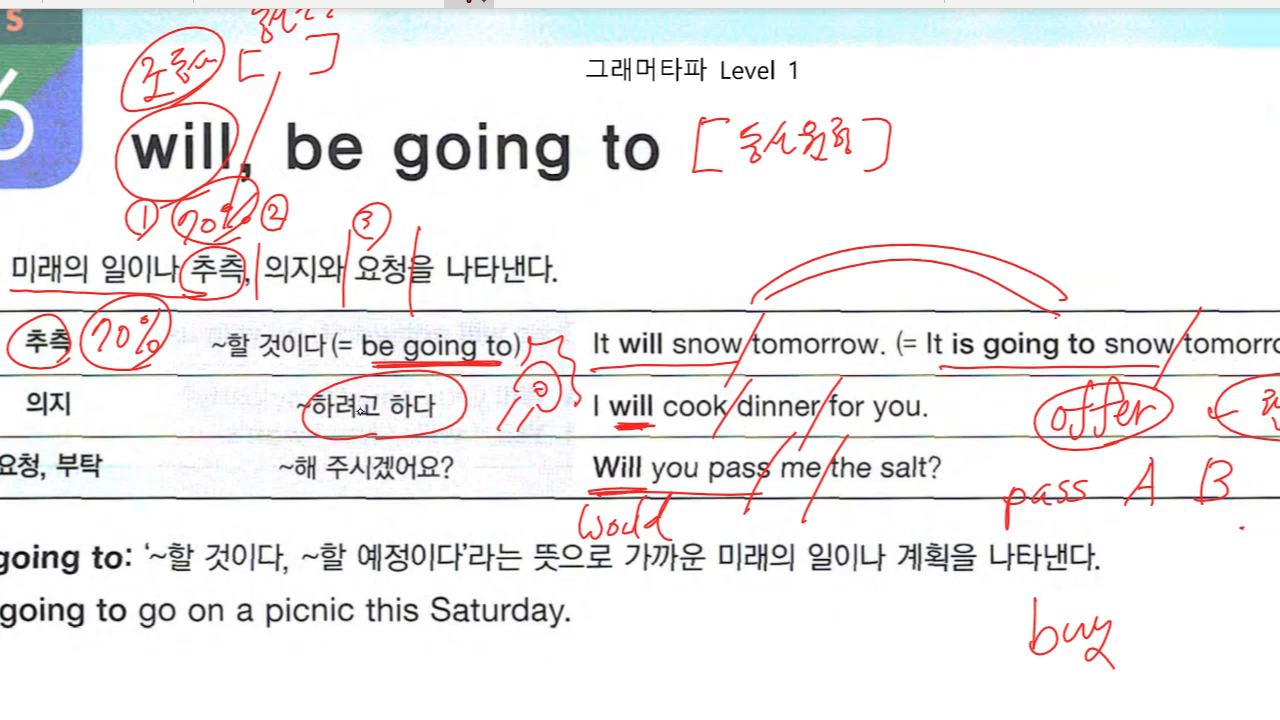 S
조동사
[ ]
그래머타파 Level 1
6
will, be going to [동사원형]
① 70% ② ③
미래의 일이나 추측, 의지와 요청을 나타낸다.
추측 70% ~할 것이다 (= be going to) It will snow tomorrow. (= It is going to snow tomorro
의지 ~하려고 하다 I will cook dinner for you. offer ←
요청, 부탁 ~해 주시겠어요? Will you pass me the salt? pass A B
would
going to: '~할 것이다, ~할 예정이다'라는 뜻으로 가까운 미래의 일이나 계획을 나타낸다.
going to go on a picnic this Saturday.
buy